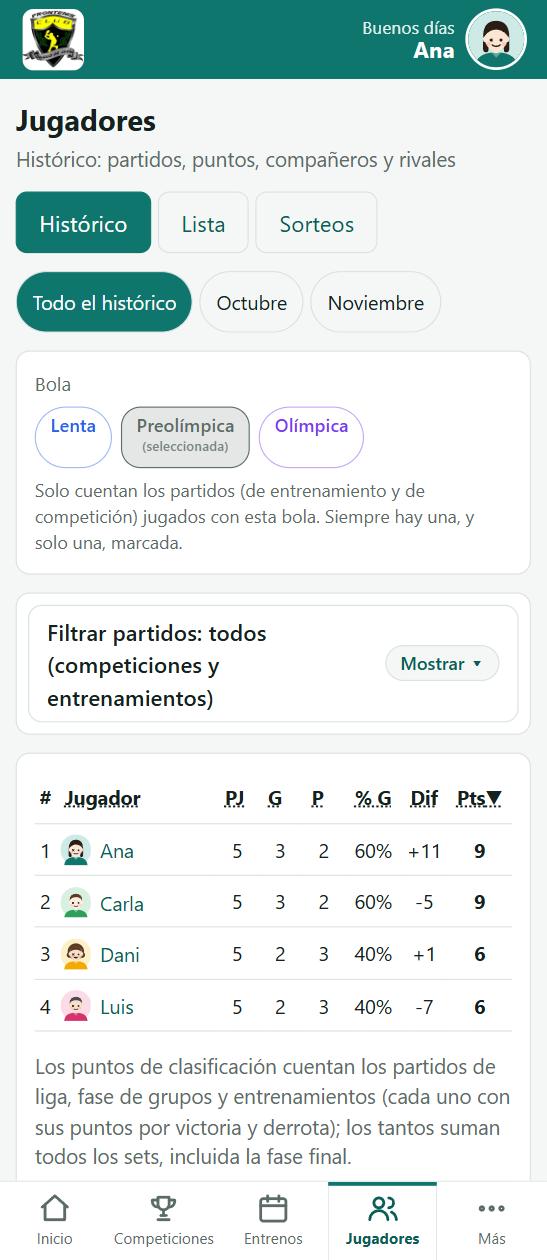 FRONTENIS
CLUB
Buenos días
Ana
Jugadores
Histórico: partidos, puntos, compañeros y rivales
Histórico Lista Sorteos
Todo el histórico Octubre Noviembre
Bola
Lenta Preolímpica Olímpica
(seleccionada)
Solo cuentan los partidos (de entrenamiento y de
competición) jugados con esta bola. Siempre hay una, y
solo una, marcada.
Filtrar partidos: todos
(competiciones y
entrenamientos)
Mostrar ▼
# Jugador PJ G P % G Dif Pts▼
1 Ana 5 3 2 60% +11 9
2 Carla 5 3 2 60% -5 9
3 Dani 5 2 3 40% +1 6
4 Luis 5 2 3 40% -7 6
Los puntos de clasificación cuentan los partidos de
liga, fase de grupos y entrenamientos (cada uno con
sus puntos por victoria y derrota); los tantos suman
todos los sets, incluida la fase final.
Inicio Competiciones Entrenos Jugadores Más